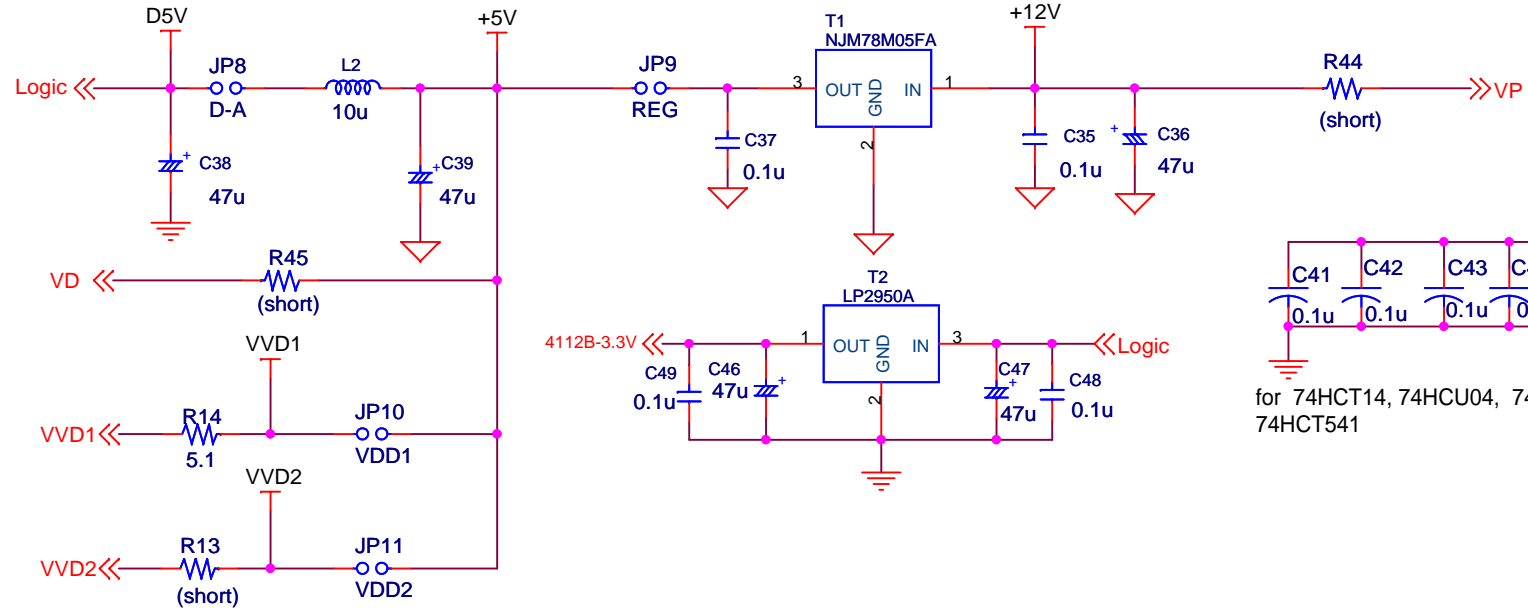 D5V
+5V
T1
NJM78M05FA
+12V
Logic
JP8
D-A
L2
10u
JP9
REG
3
OUT
GND
IN
1
2
R44
(short)
VP
C38
47u
+
C39
47u
+
C37
0.1u
C35
0.1u
+
C36
47u
VD
R45
(short)
T2
LP2950A
4112B-3.3V
1
OUT
GND
IN
3
2
Logic
C49
0.1u
C46
47u
+
C47
47u
+
C48
0.1u
C41
0.1u
C42
0.1u
C43
0.1u
for 74HCT14, 74HCU04,
74HCT541
VVD1
VVD1
R14
5.1
JP10
VDD1
VVD2
VVD2
R13
(short)
JP11
VDD2